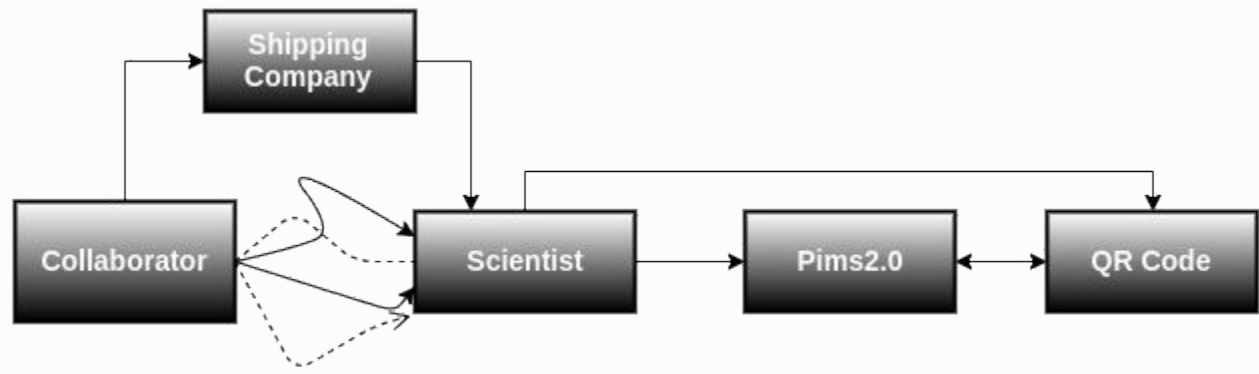 Shipping
Company
Collaborator
Scientist
Pims2.0
QR Code